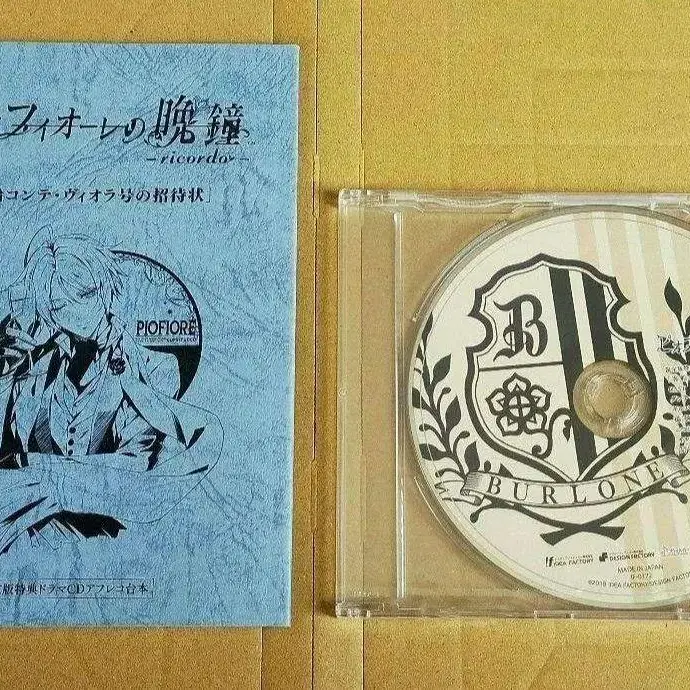 フィオーレの晩鐘
-ricordo-
コンテ・ヴィオラ号の招待状」
PIOFIORE
版特典ドラマCDアフレコ台本」
B
BURLONE
IDEA FACTORY
DESIGN FACTORY
MADE IN JAPAN
©2019 IDEA FACTORY/DESIGN FACTORY